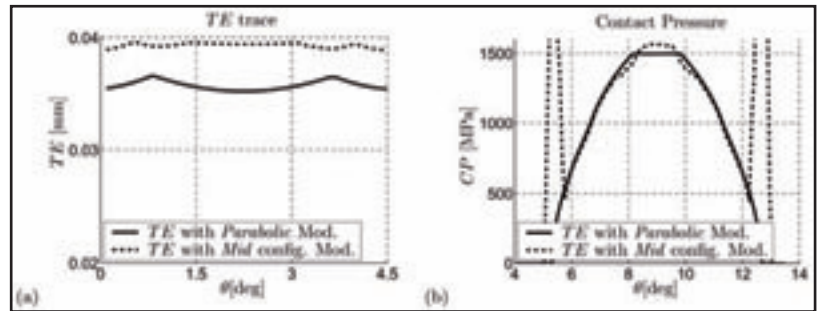 TE trace
0.04
0.03
0.02
TE [mm]
TE with Parabolic Mod.
TE with Mid config. Mod.
0
1.5
3
4.5
θ[deg]
(a)
Contact Pressure
1500
1000
500
0
CP [MPa]
TE with Parabolic Mod.
TE with Mid config. Mod.
4
6
8
10
12
14
θ[deg]
(b)